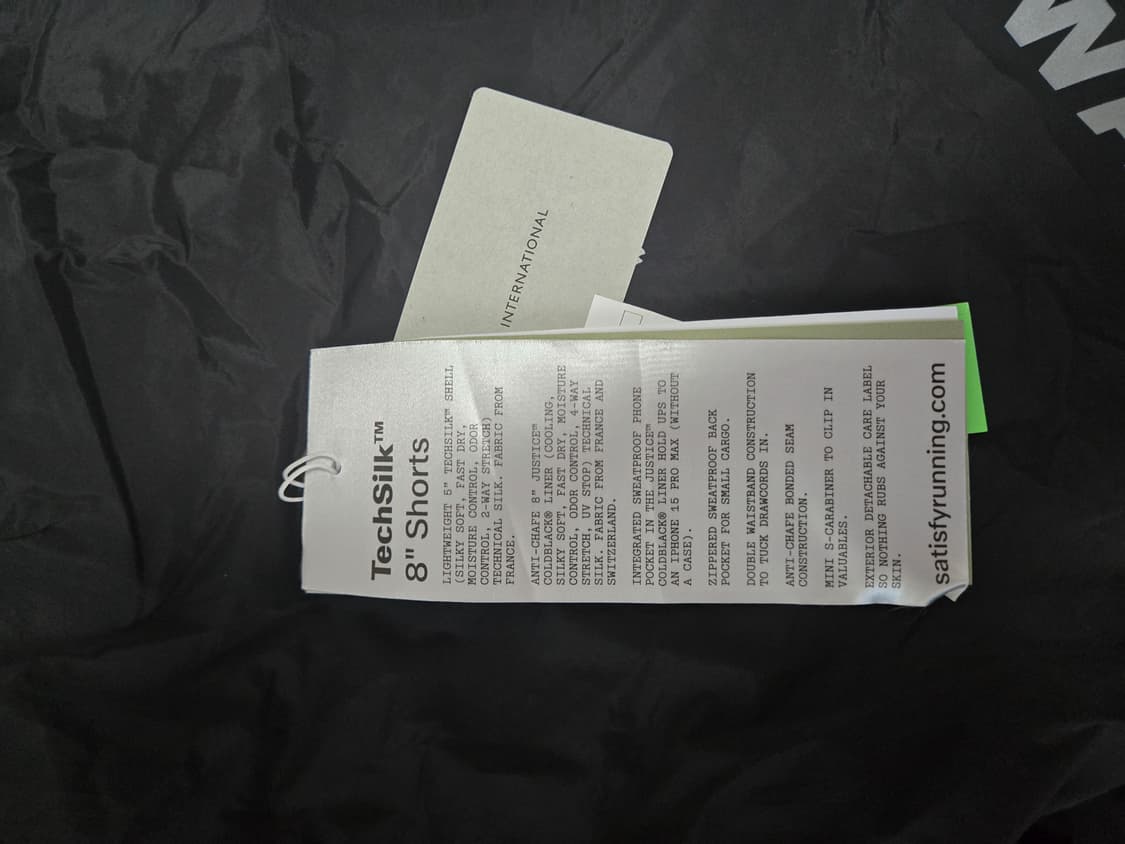 TechSilk™
8" Shorts
LIGHTWEIGHT 5" TECHSILK™ SHELL
(SILKY SOFT, FAST DRY,
MOISTURE CONTROL, ODOR
CONTROL, 2-WAY STRETCH)
TECHNICAL SILK. FABRIC FROM
FRANCE.
ANTI-CHAFE 8" JUSTICE™
COLDBLACK® LINER (COOLING,
SILKY SOFT, FAST DRY, MOISTURE
CONTROL, ODOR CONTROL, 4-WAY
STRETCH, UV STOP) TECHNICAL
SILK. FABRIC FROM FRANCE AND
SWITZERLAND.
INTEGRATED SWEATPROOF PHONE
POCKET IN THE JUSTICE™
COLDBLACK® LINER HOLD UPS TO
AN IPHONE 15 PRO MAX (WITHOUT
A CASE).
ZIPPERED SWEATPROOF BACK
POCKET FOR SMALL CARGO.
DOUBLE WAISTBAND CONSTRUCTION
TO TUCK DRAWCORDS IN.
ANTI-CHAFE BONDED SEAM
CONSTRUCTION.
MINI S-CARABINER TO CLIP IN
VALUABLES.
EXTERIOR DETACHABLE CARE LABEL
SO NOTHING RUBS AGAINST YOUR
SKIN.
satisfyrunning.com
INTERNATIONAL